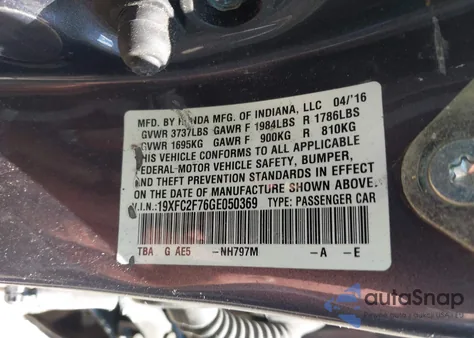 MFD. BY HONDA MFG. OF INDIANA, LLC 04/'16
GVWR 3737LBS GAWR F 1984LBS R 1786LBS
GVWR 1695KG GAWR F 900KG R 810KG
THIS VEHICLE CONFORMS TO ALL APPLICABLE
FEDERAL MOTOR VEHICLE SAFETY, BUMPER,
AND THEFT PREVENTION STANDARDS IN EFFECT
ON THE DATE OF MANUFACTURE SHOWN ABOVE.
V.I.N.: 19XFC2F76GE050369 TYPE: PASSENGER CAR
TBA G AE5 -NH797M -A -E
autoSnap